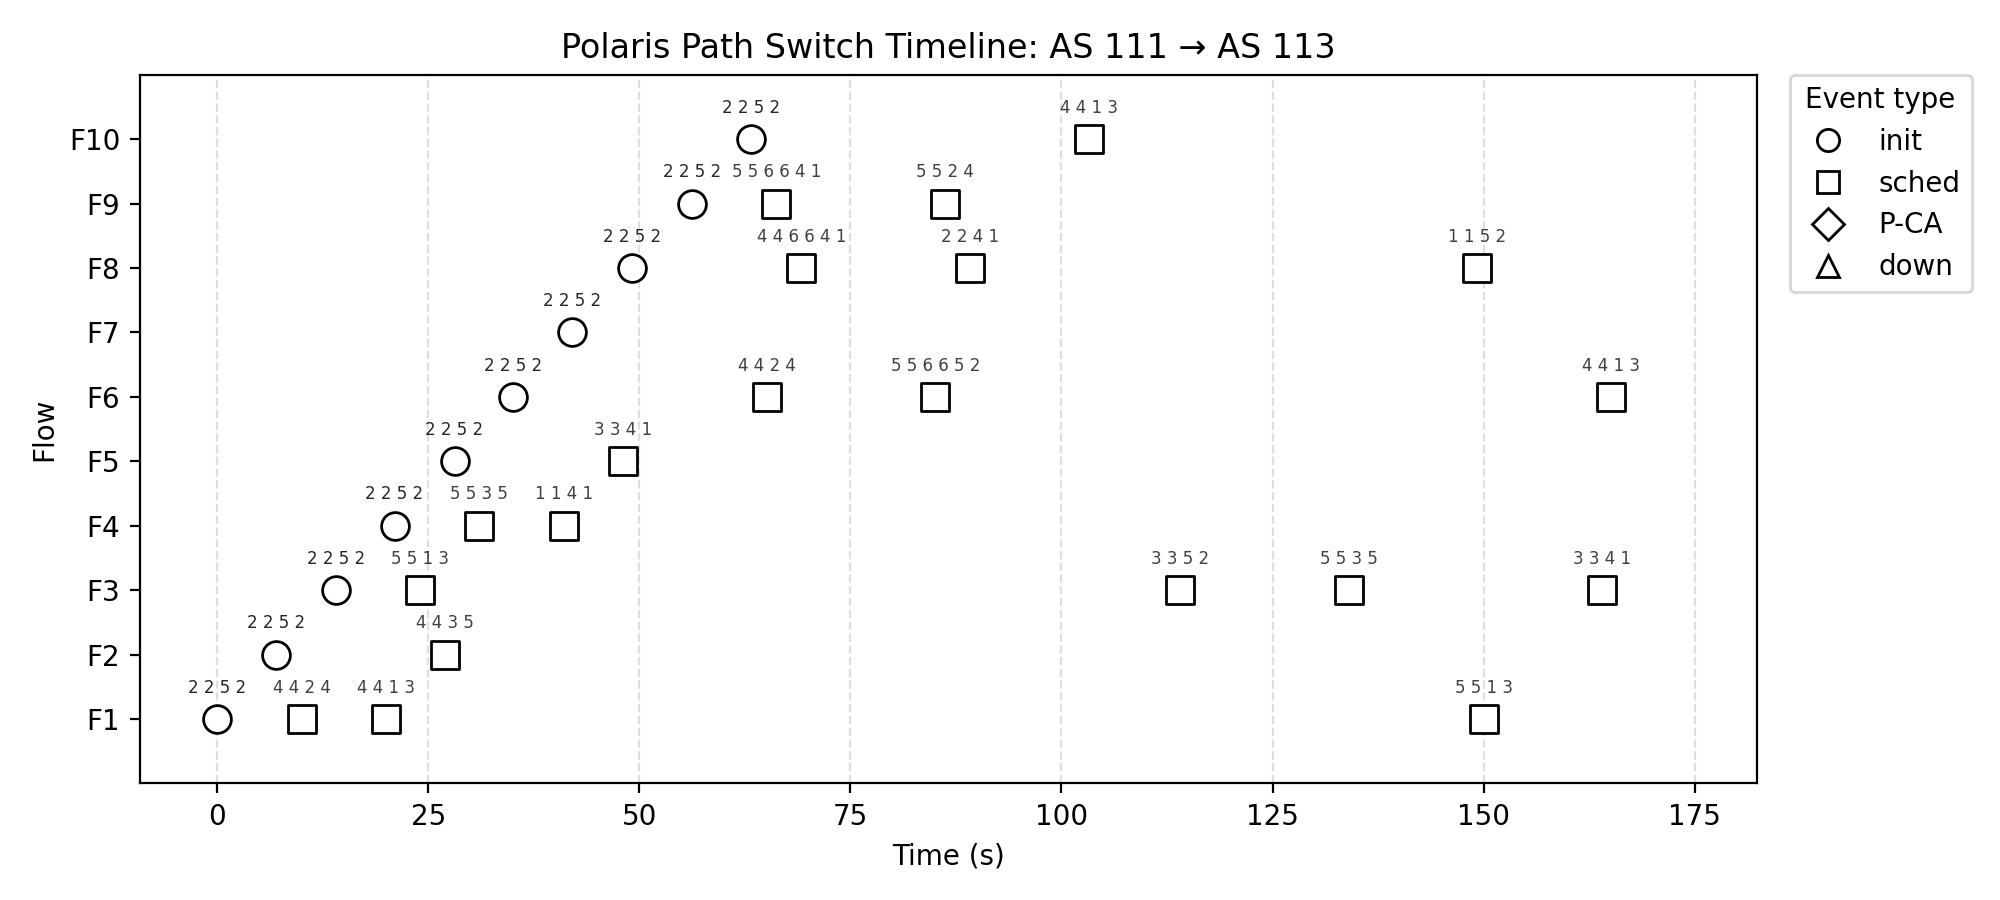 Polaris Path Switch Timeline: AS 111 → AS 113
Event type
init
sched
P-CA
down
Flow
F10
2 2 5 2
4 4 1 3
F9
2 2 5 2
5 5 6 6 4 1
5 5 2 4
F8
2 2 5 2
4 4 6 6 4 1
2 2 4 1
1 1 5 2
F7
2 2 5 2
F6
2 2 5 2
4 4 2 4
5 5 6 6 5 2
4 4 1 3
F5
2 2 5 2
3 3 4 1
F4
2 2 5 2
5 5 3 5
1 1 4 1
F3
2 2 5 2
5 5 1 3
3 3 5 2
5 5 3 5
3 3 4 1
F2
2 2 5 2
4 4 3 5
F1
2 2 5 2
4 4 2 4
4 4 1 3
5 5 1 3
0
25
50
75
100
125
150
175
Time (s)